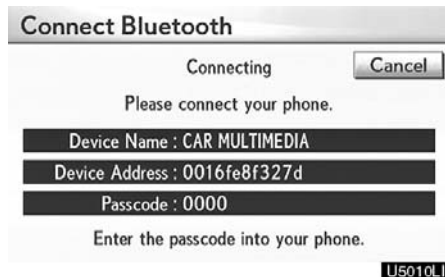 Connect Bluetooth
Connecting
Cancel
Please connect your phone.
Device Name : CAR MULTIMEDIA
Device Address : 0016fe8f327d
Passcode : 0000
Enter the passcode into your phone.
U5010LI